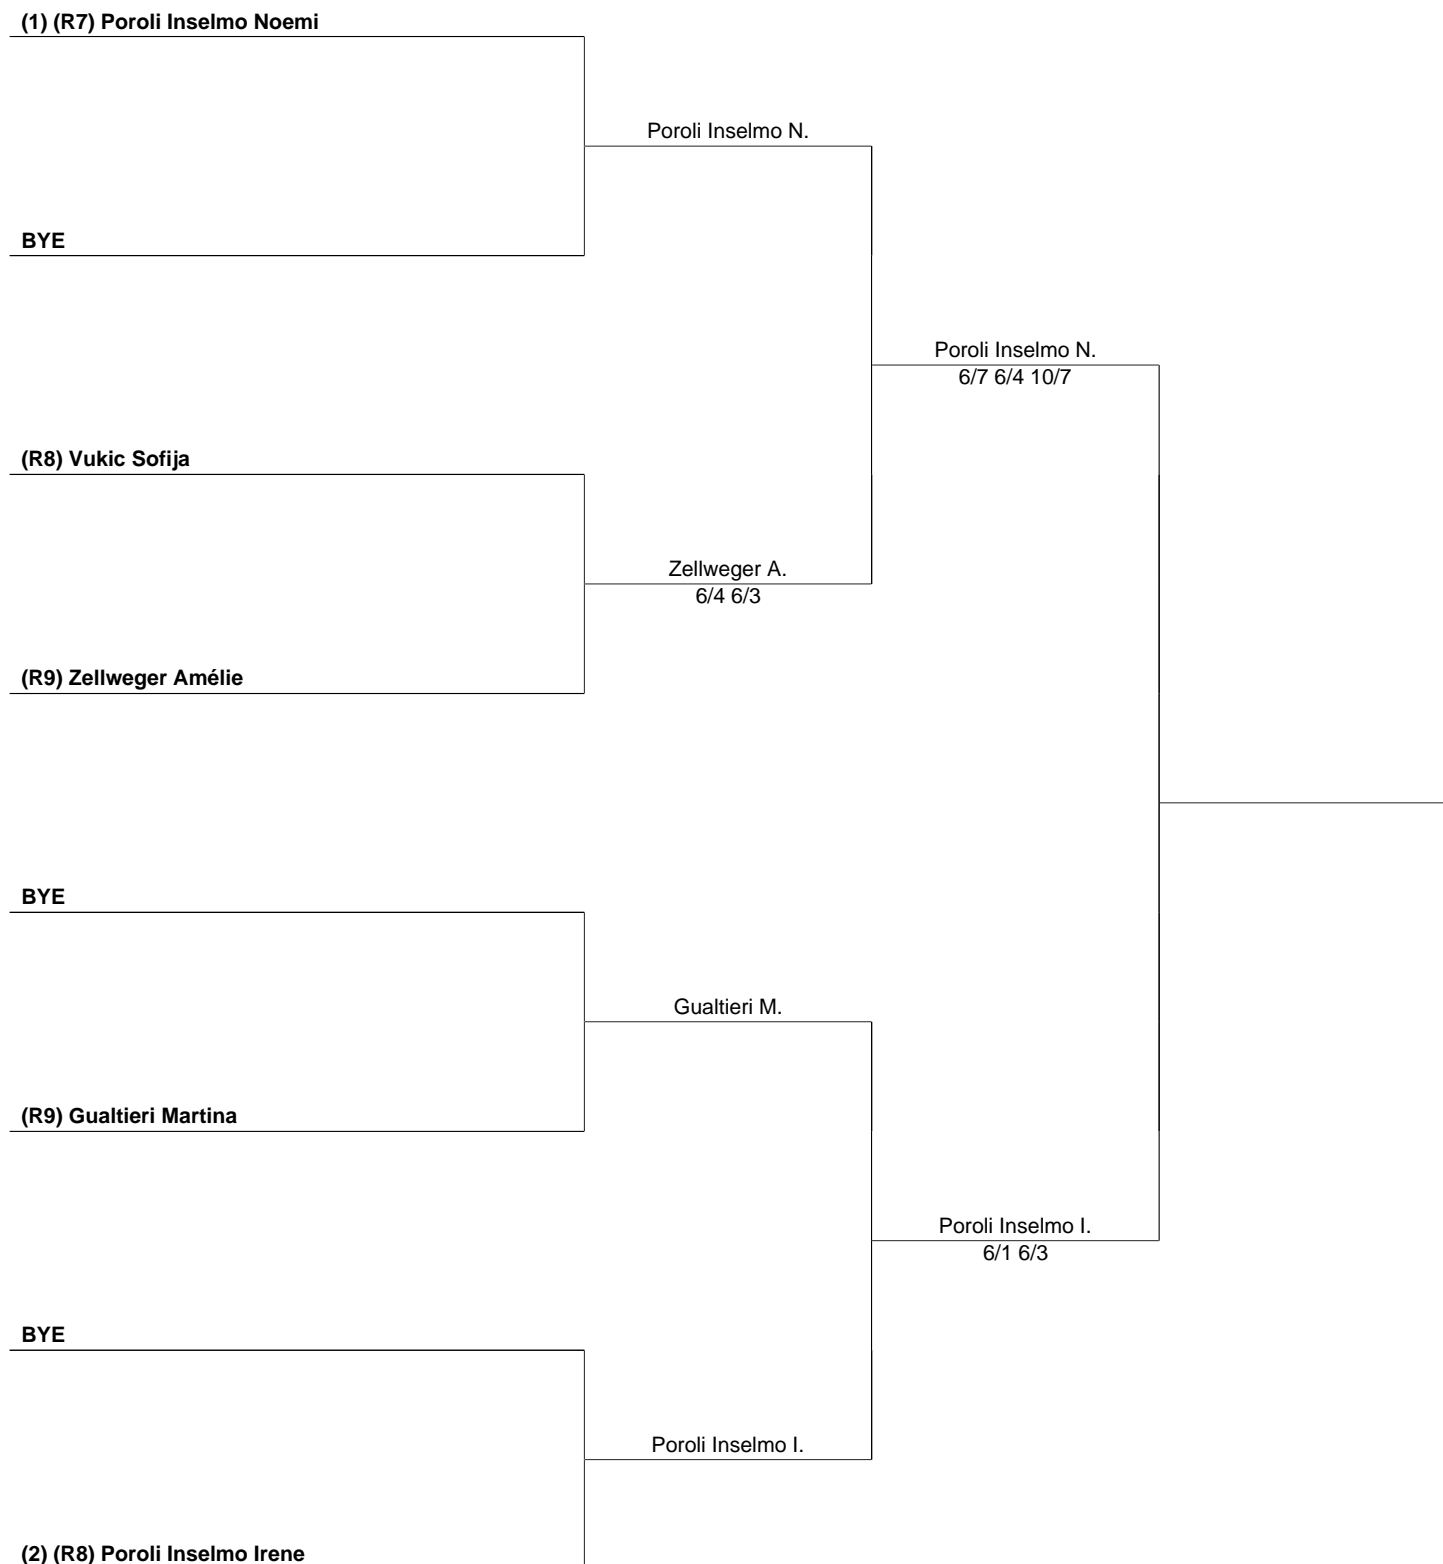 (1) (R7) Poroli Inselmo Noemi
Poroli Inselmo N.
BYE
Poroli Inselmo N.
6/7 6/4 10/7
(R8) Vukic Sofija
Zellweger A.
6/4 6/3
(R9) Zellweger Amélie
BYE
Gualtieri M.
(R9) Gualtieri Martina
Poroli Inselmo I.
6/1 6/3
BYE
Poroli Inselmo I.
(2) (R8) Poroli Inselmo Irene